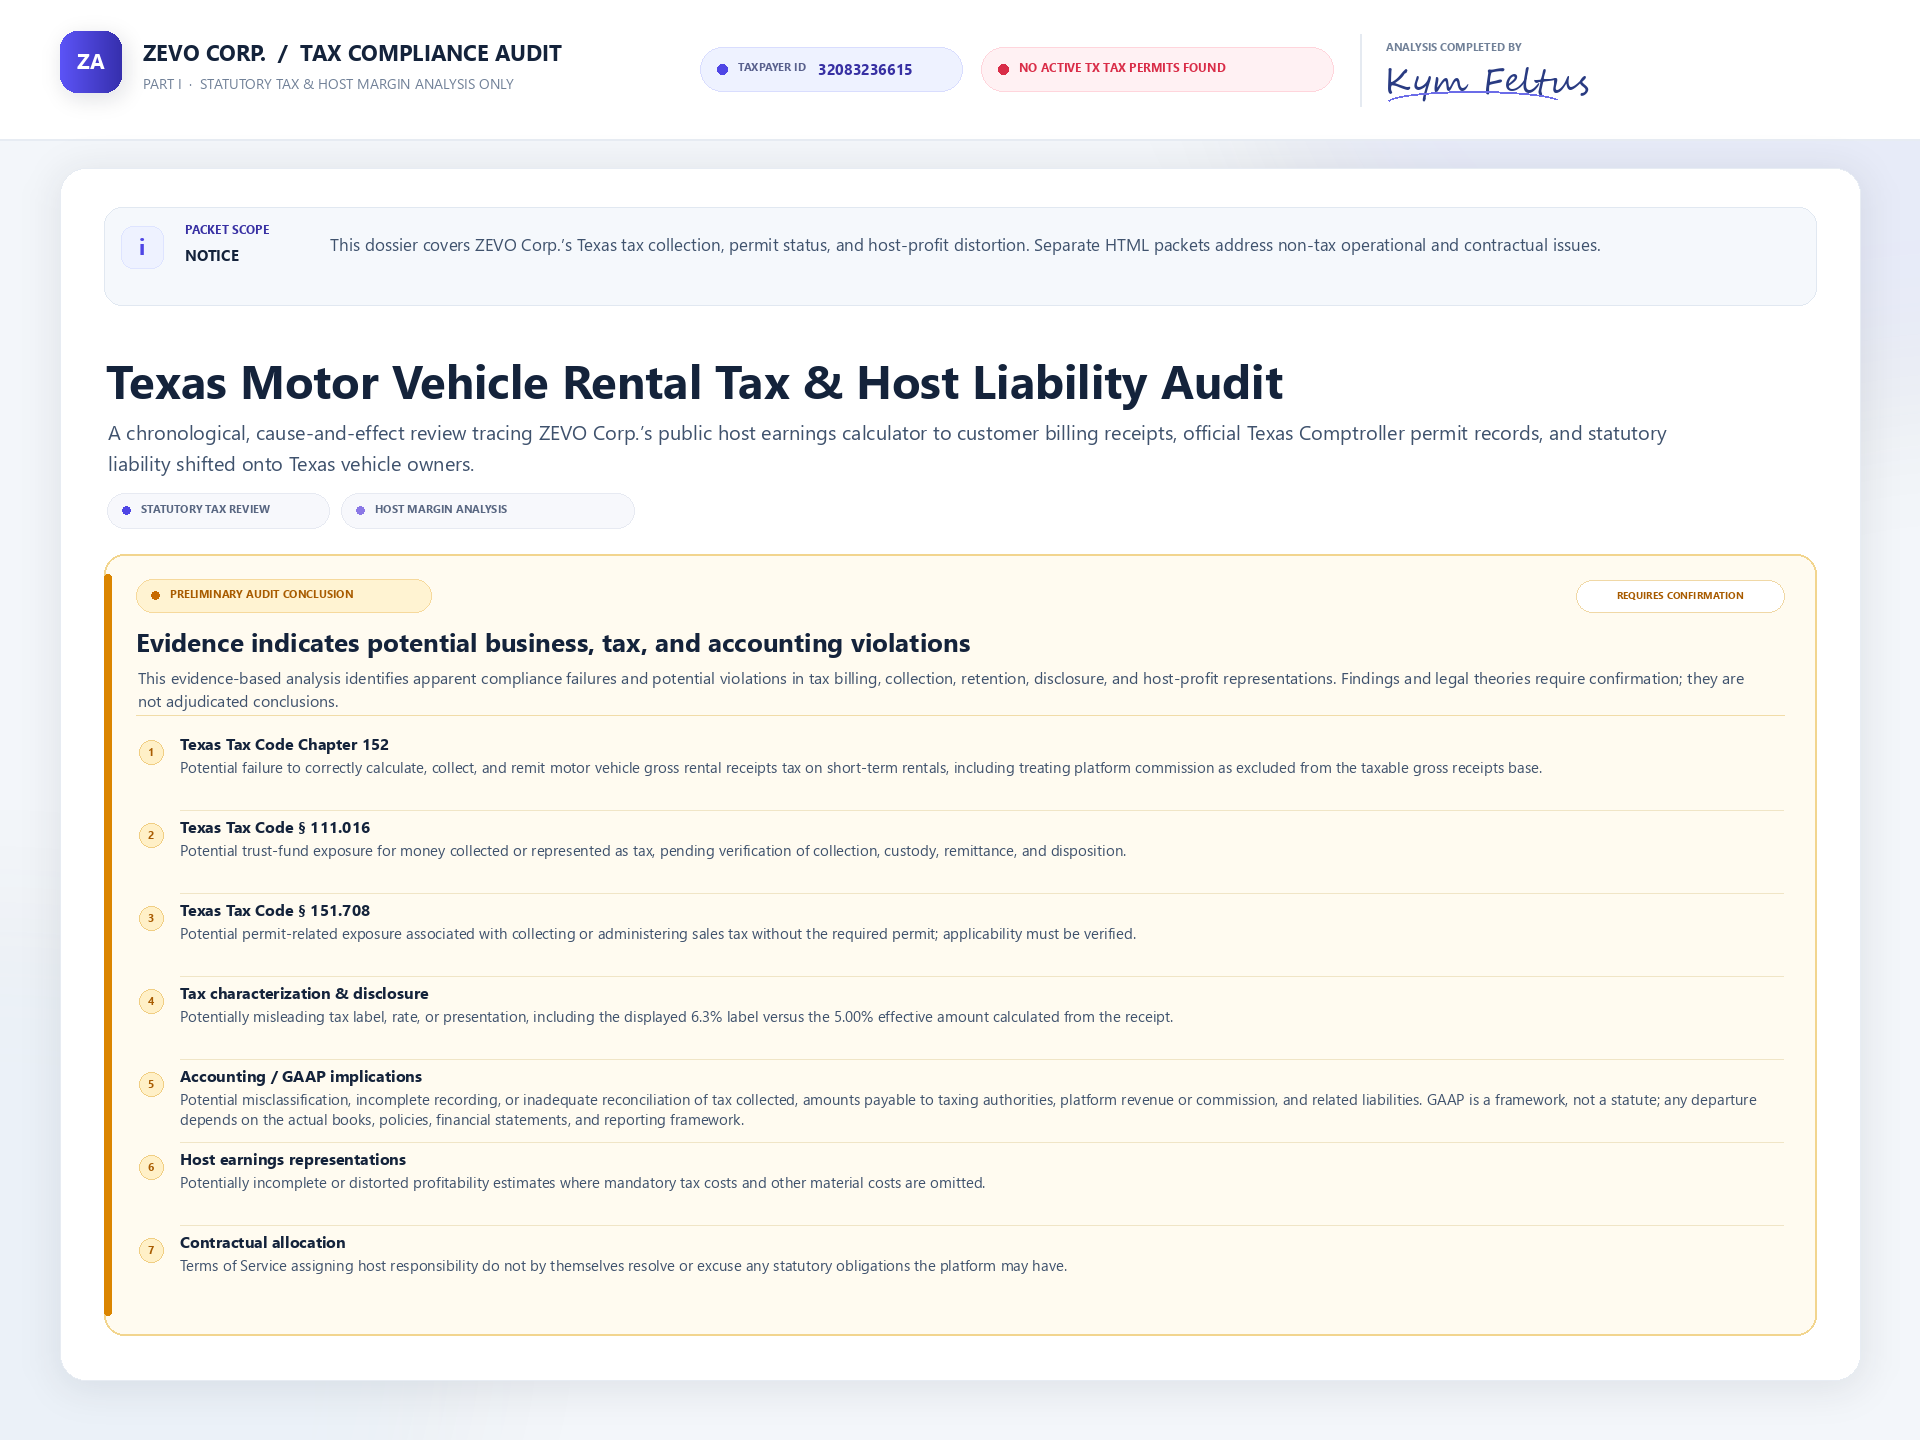 ZA
ZEVO CORP. / TAX COMPLIANCE AUDIT
PART I · STATUTORY TAX & HOST MARGIN ANALYSIS ONLY
TAXPAYER ID 32083236615
NO ACTIVE TX TAX PERMITS FOUND
ANALYSIS COMPLETED BY
Kym Feltus
i
PACKET SCOPE
NOTICE
This dossier covers ZEVO Corp.’s Texas tax collection, permit status, and host-profit distortion. Separate HTML packets address non-tax operational and contractual issues.
Texas Motor Vehicle Rental Tax & Host Liability Audit
A chronological, cause-and-effect review tracing ZEVO Corp.’s public host earnings calculator to customer billing receipts, official Texas Comptroller permit records, and statutory
liability shifted onto Texas vehicle owners.
STATUTORY TAX REVIEW
HOST MARGIN ANALYSIS
PRELIMINARY AUDIT CONCLUSION
REQUIRES CONFIRMATION
Evidence indicates potential business, tax, and accounting violations
This evidence-based analysis identifies apparent compliance failures and potential violations in tax billing, collection, retention, disclosure, and host-profit representations. Findings and legal theories require confirmation; they are
not adjudicated conclusions.
1
Texas Tax Code Chapter 152
Potential failure to correctly calculate, collect, and remit motor vehicle gross rental receipts tax on short-term rentals, including treating platform commission as excluded from the taxable gross receipts base.
2
Texas Tax Code § 111.016
Potential trust-fund exposure for money collected or represented as tax, pending verification of collection, custody, remittance, and disposition.
3
Texas Tax Code § 151.708
Potential permit-related exposure associated with collecting or administering sales tax without the required permit; applicability must be verified.
4
Tax characterization & disclosure
Potentially misleading tax label, rate, or presentation, including the displayed 6.3% label versus the 5.00% effective amount calculated from the receipt.
5
Accounting / GAAP implications
Potential misclassification, incomplete recording, or inadequate reconciliation of tax collected, amounts payable to taxing authorities, platform revenue or commission, and related liabilities. GAAP is a framework, not a statute; any departure
depends on the actual books, policies, financial statements, and reporting framework.
6
Host earnings representations
Potentially incomplete or distorted profitability estimates where mandatory tax costs and other material costs are omitted.
7
Contractual allocation
Terms of Service assigning host responsibility do not by themselves resolve or excuse any statutory obligations the platform may have.